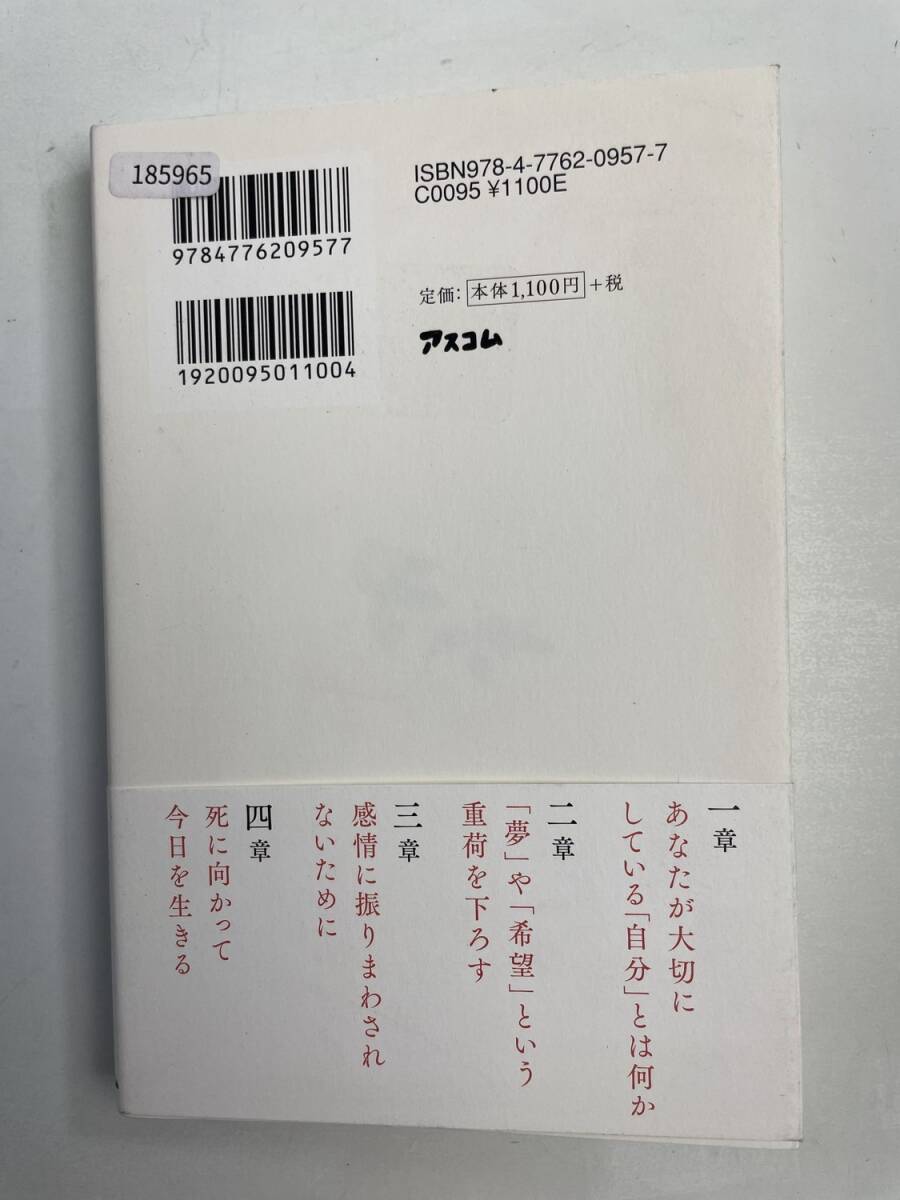 185965
9784776209577
1920095011004
ISBN978-4-7762-0957-7
C0095 ¥1100E
定価: 本体1,100円 +税
アスコム
一章
あなたが大切に
している「自分」とは何か
二章
「夢」や「希望」という
重荷を下ろす
三章
感情に振りまわされ
ないために
四章
死に向かって
今日を生きる